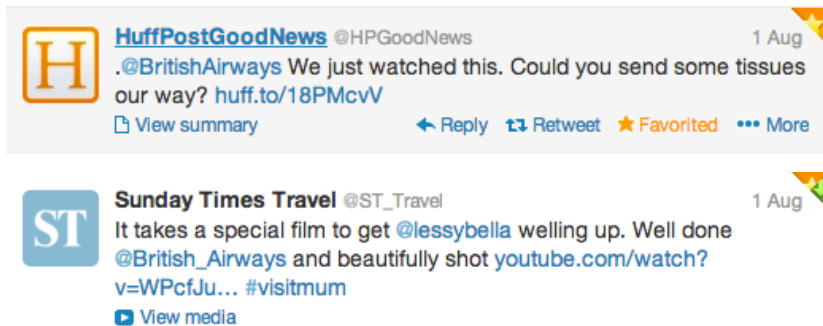 H
HuffPostGoodNews @HPGoodNews 1 Aug
.@BritishAirways We just watched this. Could you send some tissues
our way? huff.to/18PMcvV
View summary Reply Retweet Favorited More
ST
Sunday Times Travel @ST_Travel 1 Aug
It takes a special film to get @lessybella welling up. Well done
@British_Airways and beautifully shot youtube.com/watch?
v=WPcfJu… #visitmum
View media